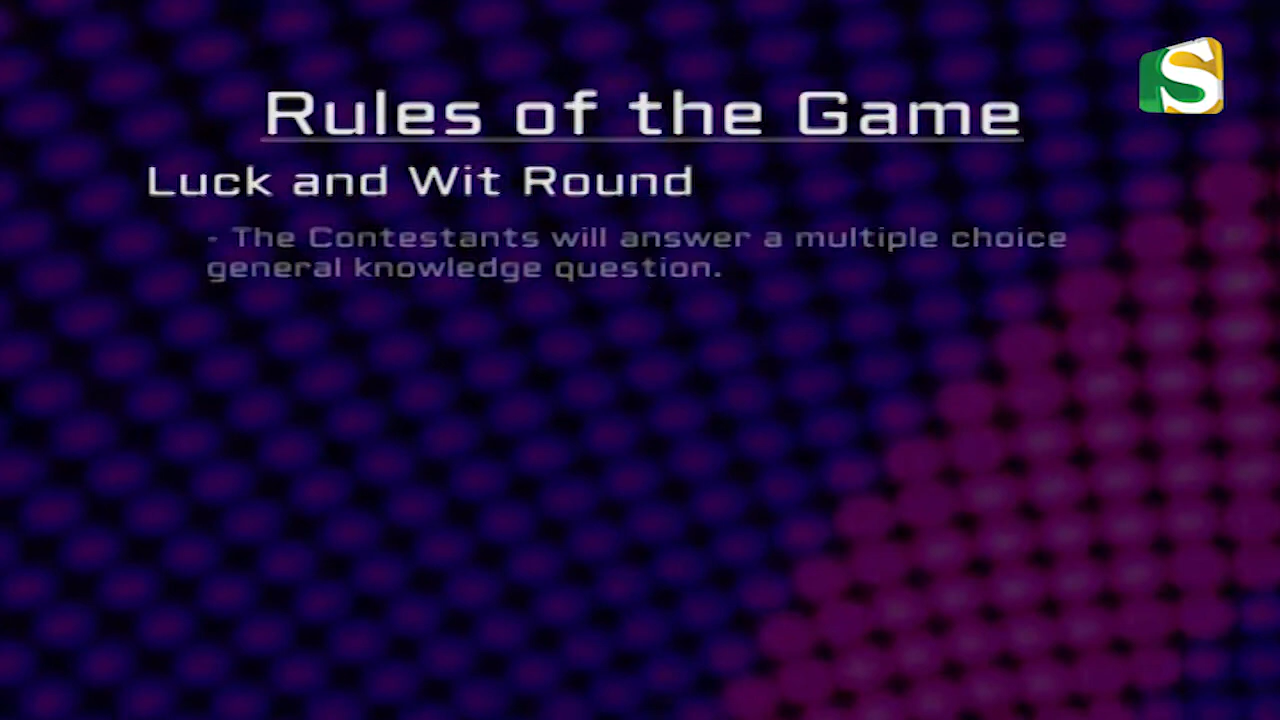 S
Rules of the Game
Luck and Wit Round
- The Contestants will answer a multiple choice
general knowledge question.